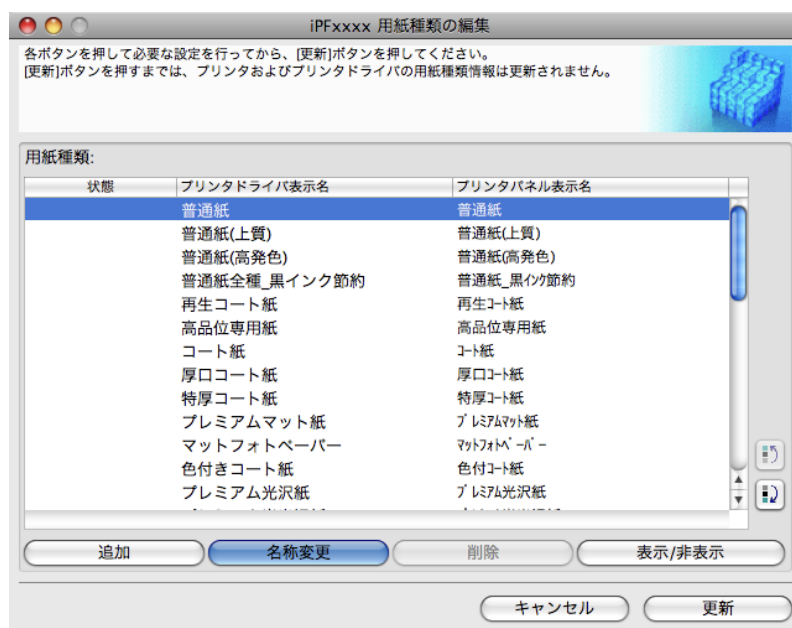 iPFxxxx 用紙種類の編集
各ボタンを押して必要な設定を行ってから、[更新]ボタンを押してください。
[更新]ボタンを押すまでは、プリンタおよびプリンタドライバの用紙種類情報は更新されません。
用紙種類:
状態 プリンタドライバ表示名 プリンタパネル表示名
普通紙 普通紙
普通紙(上質) 普通紙(上質)
普通紙(高発色) 普通紙(高発色)
普通紙全種_黒インク節約 普通紙_黒ｲﾝｸ節約
再生コート紙 再生ｺｰﾄ紙
高品位専用紙 高品位専用紙
コート紙 ｺｰﾄ紙
厚口コート紙 厚口ｺｰﾄ紙
特厚コート紙 特厚ｺｰﾄ紙
プレミアムマット紙 ﾌﾟﾚﾐｱﾑﾏｯﾄ紙
マットフォトペーパー ﾏｯﾄﾌｫﾄﾍﾟｰﾊﾟｰ
色付きコート紙 色付ｺｰﾄ紙
プレミアム光沢紙 ﾌﾟﾚﾐｱﾑ光沢紙
追加 名称変更 削除 表示/非表示
キャンセル 更新